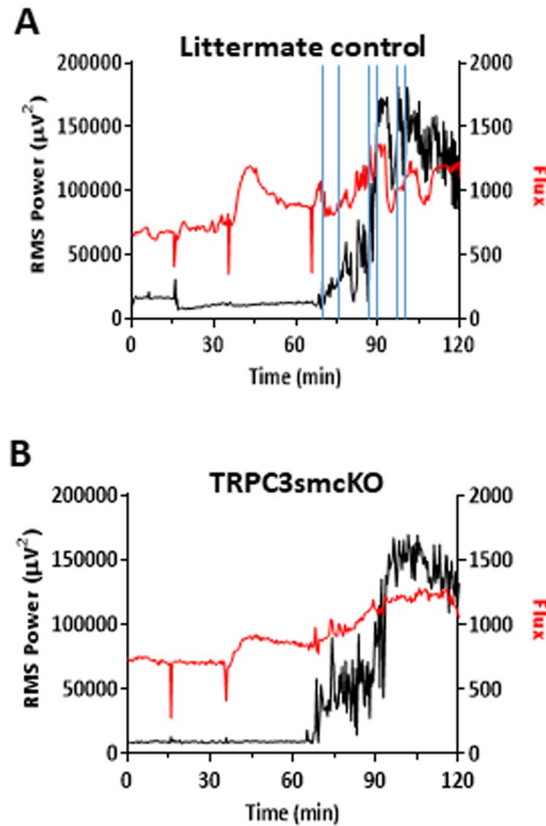 A
Littermate control
200000
150000
100000
50000
0
RMS Power (μV²)
2000
1500
1000
500
0
Flux
0 30 60 90 120
Time (min)
B
TRPC3smcKO
200000
150000
100000
50000
0
RMS Power (μV²)
2000
1500
1000
500
0
Flux
0 30 60 90 120
Time (min)